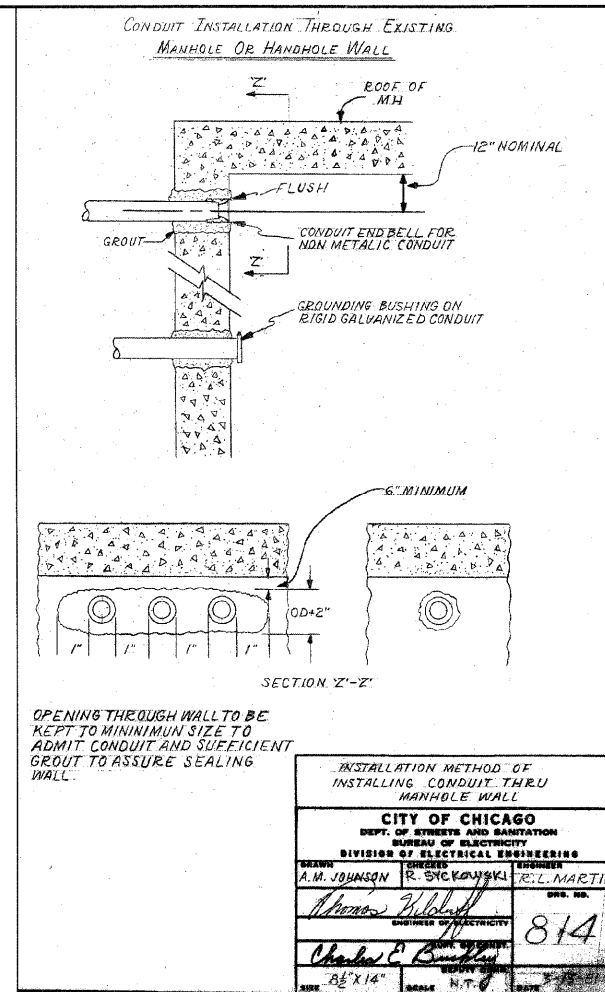 CONDUIT INSTALLATION THROUGH EXISTING
MANHOLE OR HANDHOLE WALL
'Z'
ROOF OF
MH
12" NOMINAL
FLUSH
GROUT
CONDUIT END BELL FOR
NON METALIC CONDUIT
'Z'
GROUNDING BUSHING ON
RIGID GALVANIZED CONDUIT
6" MINIMUM
OD+2"
1" 1" 1" 1"
SECTION 'Z'-'Z'
OPENING THROUGH WALL TO BE
KEPT TO MININIMUN SIZE TO
ADMIT CONDUIT AND SUFFICIENT
GROUT TO ASSURE SEALING
WALL.
INSTALLATION METHOD OF
INSTALLING CONDUIT THRU
MANHOLE WALL
CITY OF CHICAGO
DEPT. OF STREETS AND SANITATION
BUREAU OF ELECTRICITY
DIVISION OF ELECTRICAL ENGINEERING
DRAWN CHECKED ENGINEER
A.M. JOHNSON R. SYCKOWSKI R.L. MARTI
Thomas Kilduff
ENGINEER OF ELECTRICITY
DRG. NO.
814
Charles E
DEPUTY
SIZE 8½" X 14" SCALE N.T. DATE